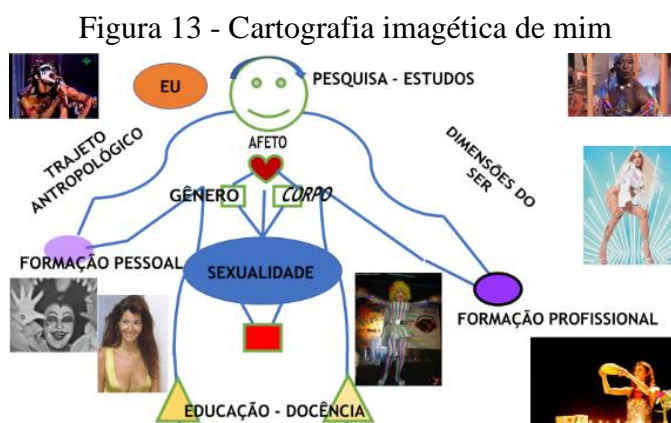 Figura 13 - Cartografia imagética de mim
EU
PESQUISA - ESTUDOS
TRAJETO
ANTROPOLÓGICO
AFETO
DIMENSÕES DO
SER
GÊNERO
CORPO
FORMAÇÃO PESSOAL
SEXUALIDADE
FORMAÇÃO PROFISSIONAL
EDUCAÇÃO - DOCÊNCIA